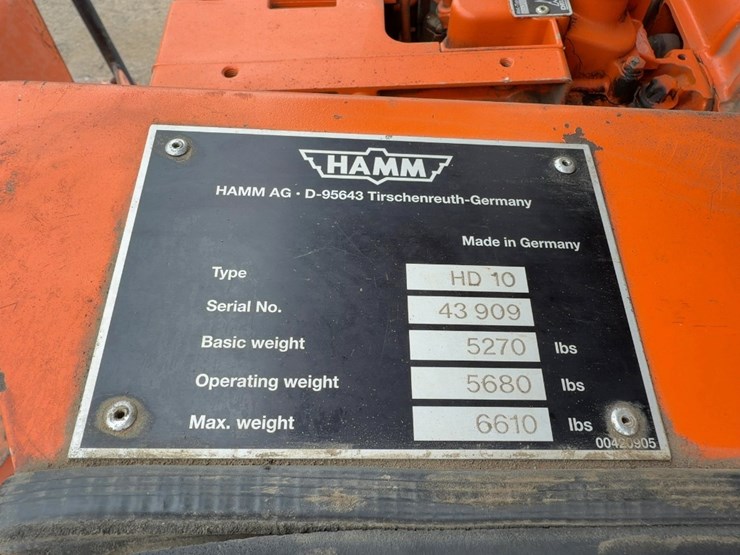 HAMM
HAMM AG · D-95643 Tirschenreuth-Germany
Made in Germany
Type HD 10
Serial No. 43 909
Basic weight 5270 lbs
Operating weight 5680 lbs
Max. weight 6610 lbs
00420905